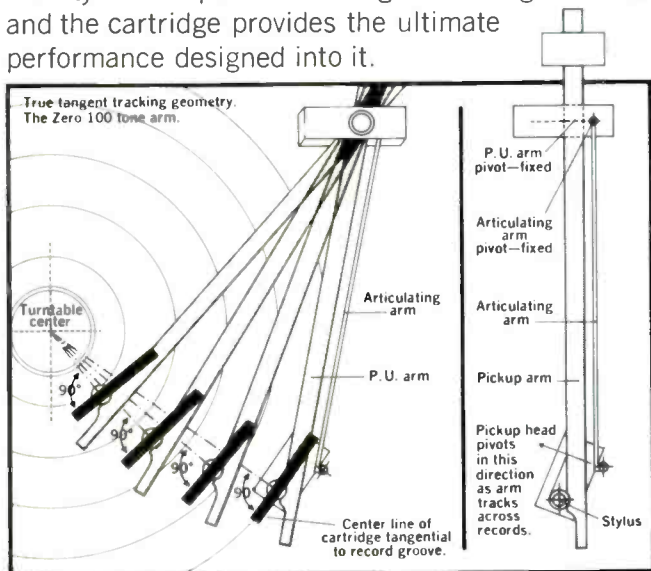 and the cartridge provides the ultimate
performance designed into it.
True tangent tracking geometry.
The Zero 100 tone arm.
Turntable
center
90°
90°
90°
90°
Articulating
arm
P.U. arm
Center line of
cartridge tangential
to record groove.
P.U. arm
pivot—fixed
Articulating
arm
pivot—fixed
Articulating
arm
Pickup arm
Pickup head
pivots
in this
direction
as arm
tracks
across
records.
Stylus